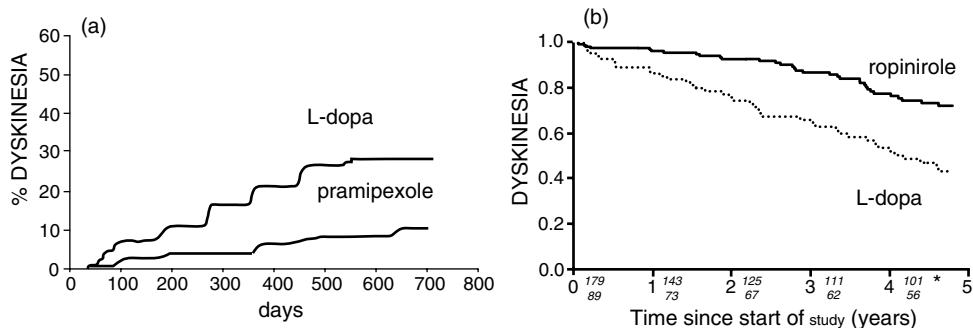 (a)
60
50
40
30
20
10
0
% DYSKINESIA
L-dopa
pramipexole
0 100 200 300 400 500 600 700 800
days
(b)
1.0
0.8
0.6
0.4
1.0
0.0
DYSKINESIA
ropinirole
L-dopa
0 179 1 143 2 125 3 111 4 101 * 5
89 73 67 62 56
Time since start of study (years)